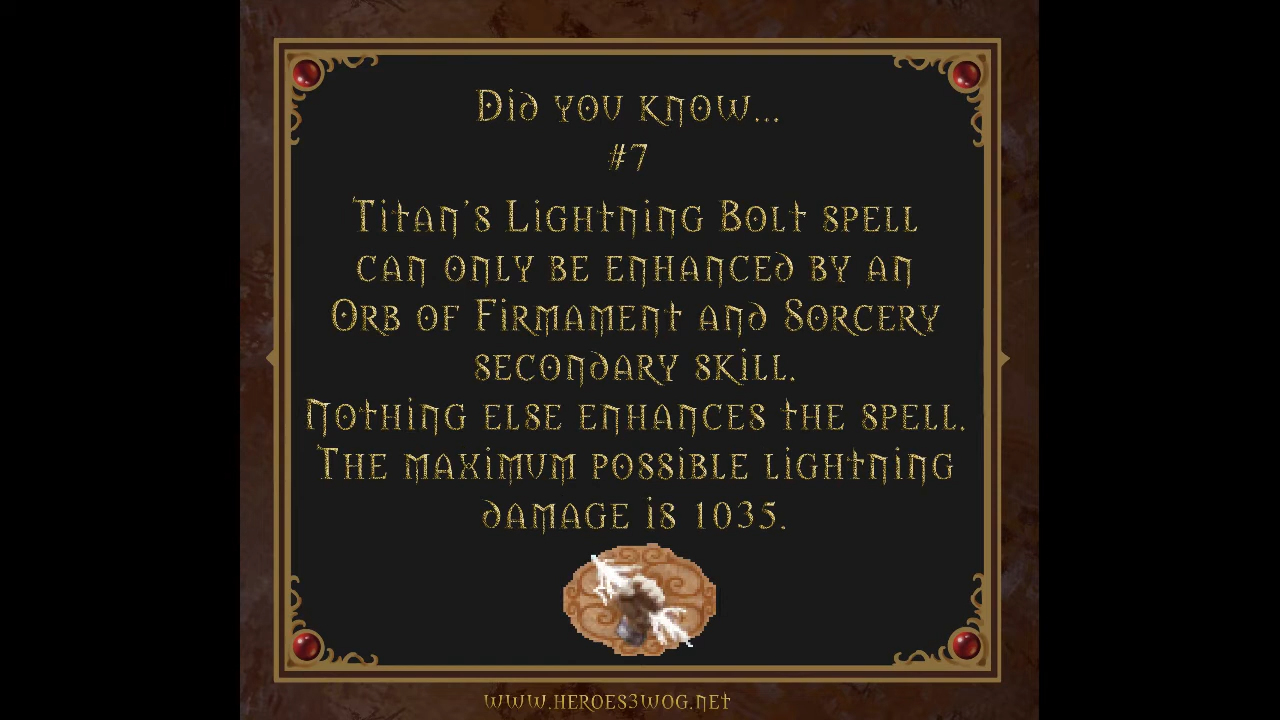 Did you know...
#7
Titan's Lightning Bolt spell
can only be enhanced by an
Orb of Firmament and Sorcery
secondary skill.
Nothing else enhances the spell.
The maximum possible lightning
damage is 1035.
www.heroes3wog.net